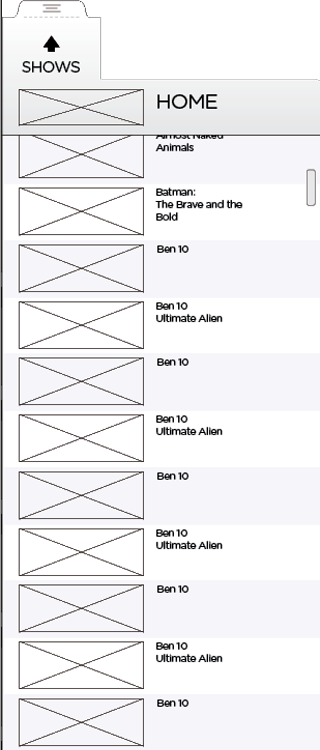 SHOWS
HOME
Almost Naked
Animals
Batman:
The Brave and the
Bold
Ben 10
Ben 10
Ultimate Alien
Ben 10
Ben 10
Ultimate Alien
Ben 10
Ben 10
Ultimate Alien
Ben 10
Ben 10
Ultimate Alien
Ben 10